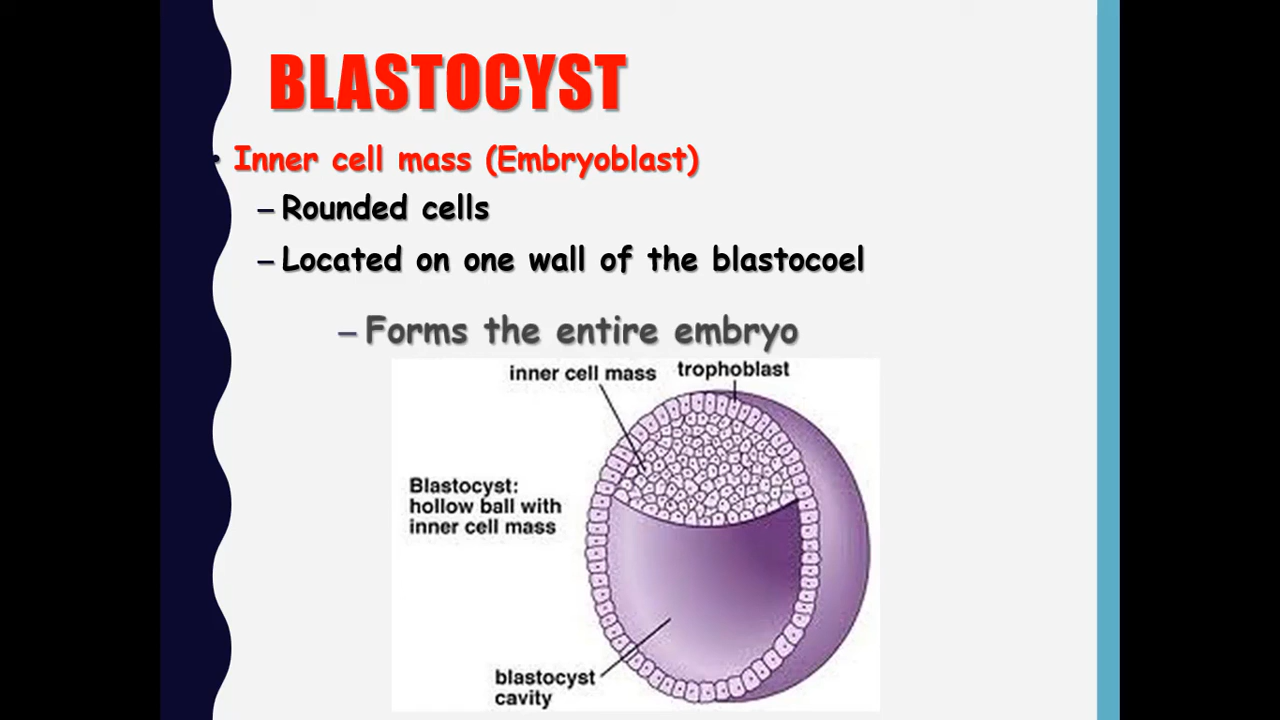 BLASTOCYST
• Inner cell mass (Embryoblast)
– Rounded cells
– Located on one wall of the blastocoel
– Forms the entire embryo
inner cell mass
trophoblast
Blastocyst:
hollow ball with
inner cell mass
blastocyst
cavity